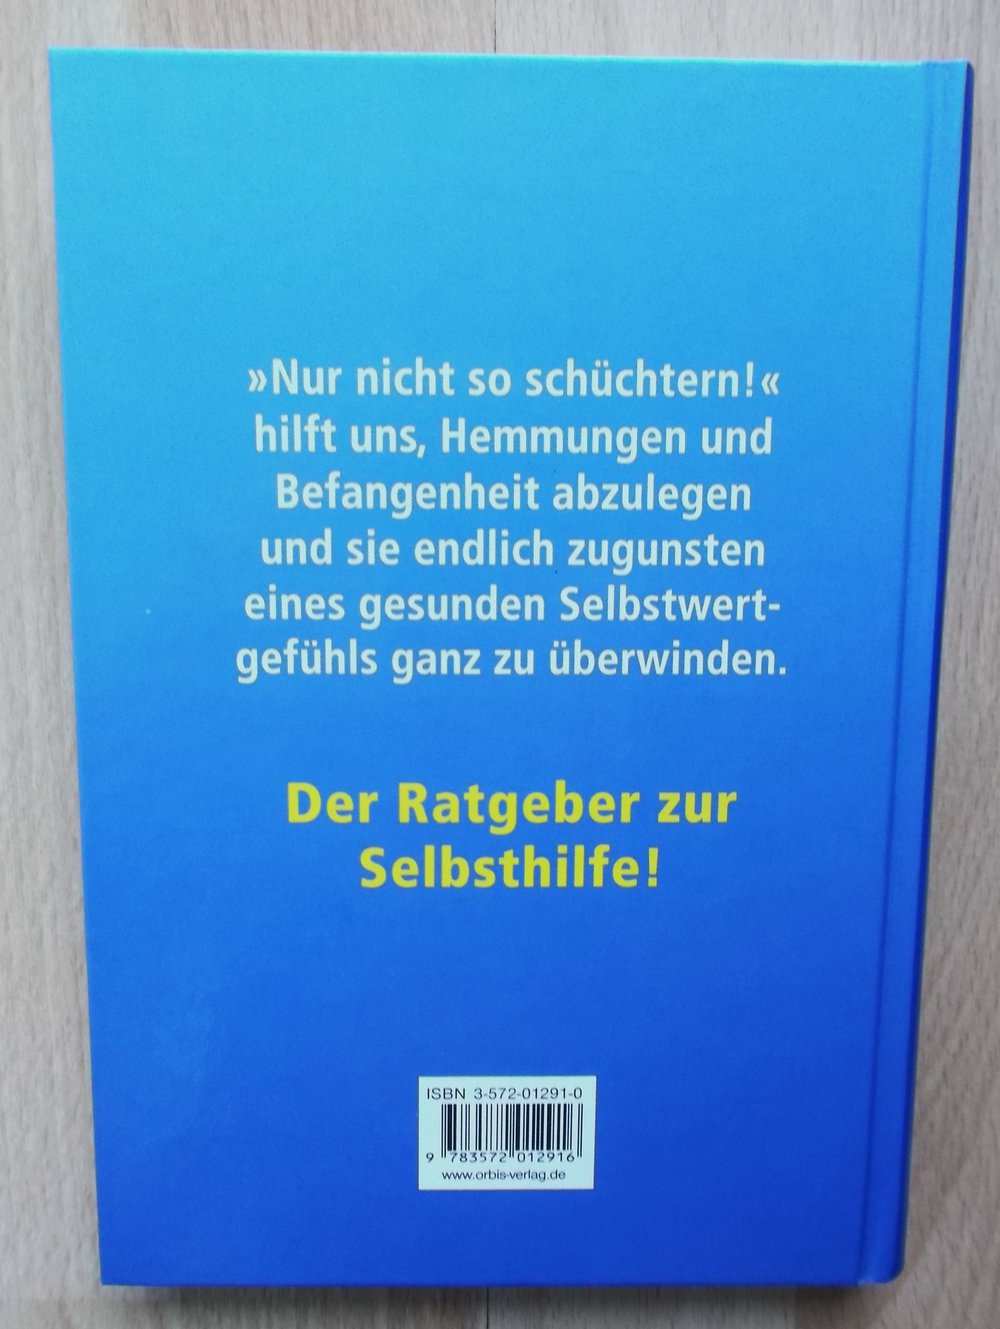 »Nur nicht so schüchtern!«
hilft uns, Hemmungen und
Befangenheit abzulegen
und sie endlich zugunsten
eines gesunden Selbstwert-
gefühls ganz zu überwinden.
Der Ratgeber zur
Selbsthilfe!
ISBN 3-572-01291-0
9 783572 012916
www.orbis-verlag.de